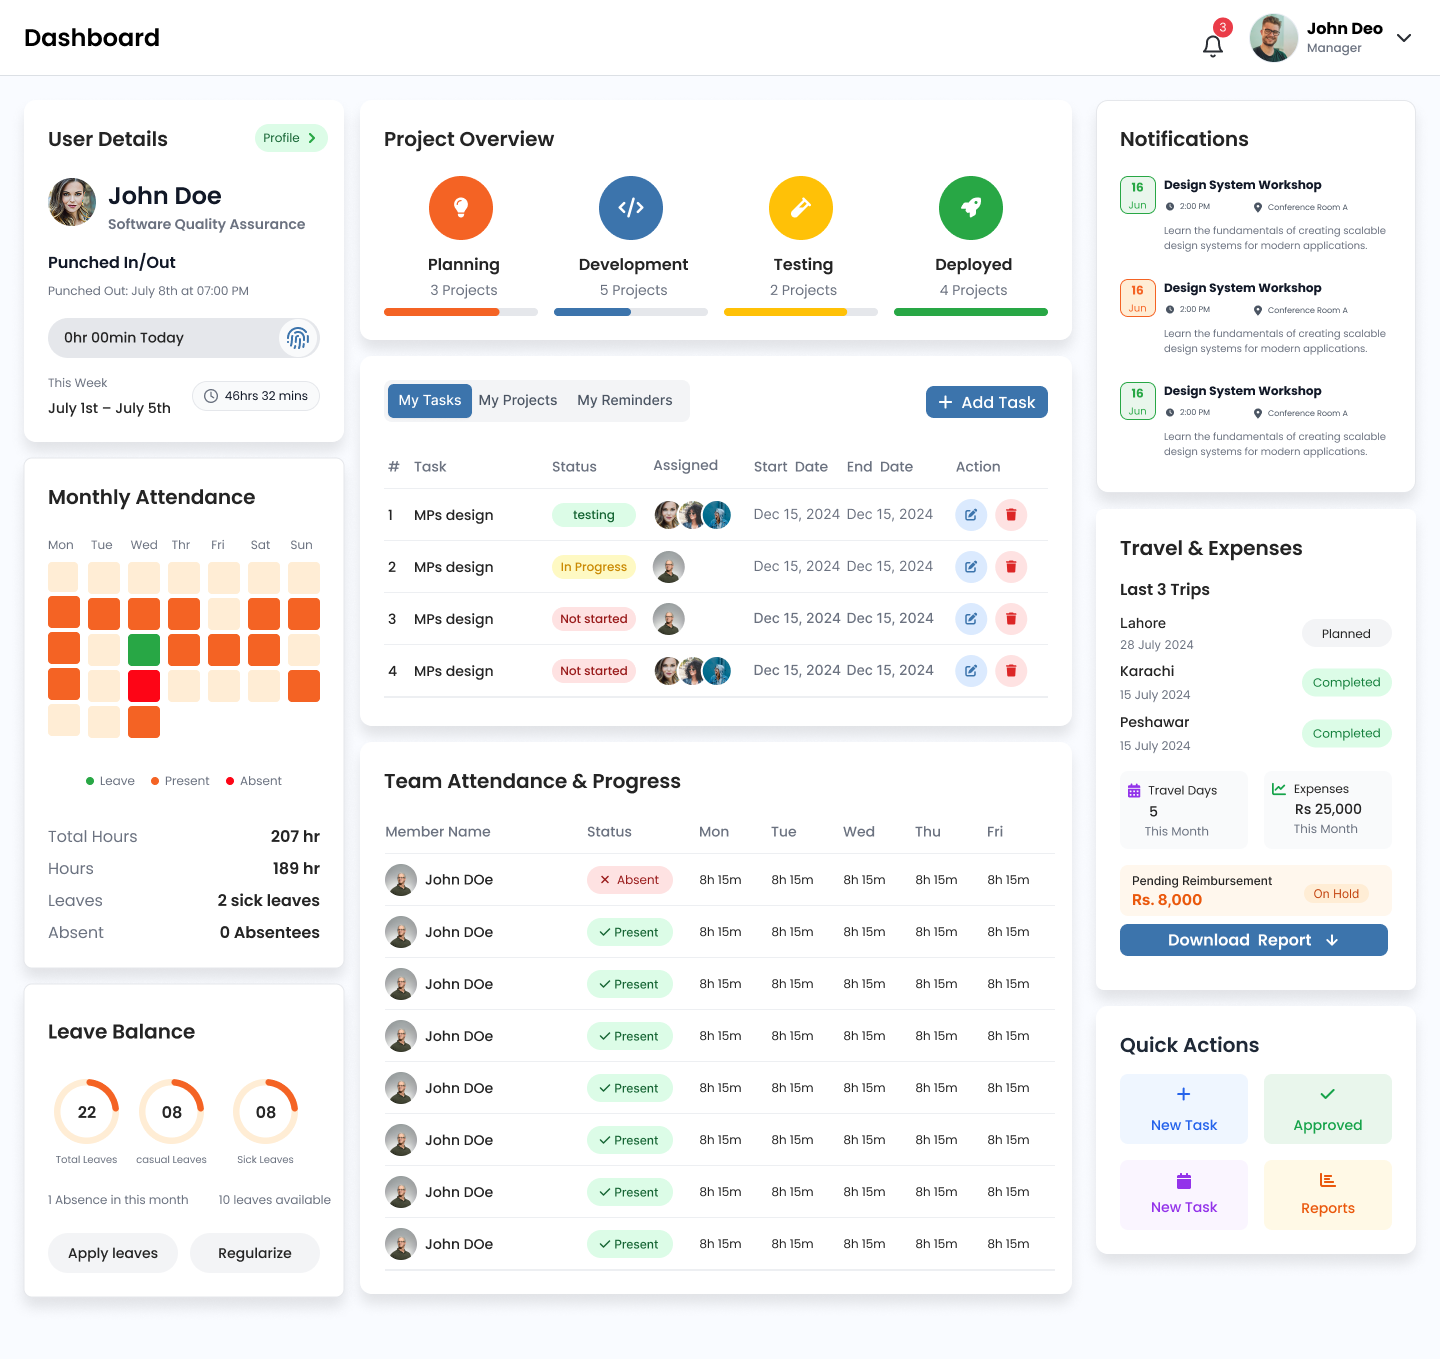 Dashboard
3
John Deo
Manager
User Details
Profile
John Doe
Software Quality Assurance
Punched In/Out
Punched Out: July 8th at 07:00 PM
0hr 00min Today
This Week
July 1st – July 5th
46hrs 32 mins
Monthly Attendance
Mon Tue Wed Thr Fri Sat Sun
Leave Present Absent
Total Hours 207 hr
Hours 189 hr
Leaves 2 sick leaves
Absent 0 Absentees
Leave Balance
22 08 08
Total Leaves casual Leaves Sick Leaves
1 Absence in this month 10 leaves available
Apply leaves Regularize
Project Overview
Planning Development Testing Deployed
3 Projects 5 Projects 2 Projects 4 Projects
My Tasks My Projects My Reminders
Add Task
# Task Status Assigned Start Date End Date Action
1 MPs design testing Dec 15, 2024 Dec 15, 2024
2 MPs design In Progress Dec 15, 2024 Dec 15, 2024
3 MPs design Not started Dec 15, 2024 Dec 15, 2024
4 MPs design Not started Dec 15, 2024 Dec 15, 2024
Team Attendance & Progress
Member Name Status Mon Tue Wed Thu Fri
John DOe Absent 8h 15m 8h 15m 8h 15m 8h 15m 8h 15m
John DOe Present 8h 15m 8h 15m 8h 15m 8h 15m 8h 15m
John DOe Present 8h 15m 8h 15m 8h 15m 8h 15m 8h 15m
John DOe Present 8h 15m 8h 15m 8h 15m 8h 15m 8h 15m
John DOe Present 8h 15m 8h 15m 8h 15m 8h 15m 8h 15m
John DOe Present 8h 15m 8h 15m 8h 15m 8h 15m 8h 15m
John DOe Present 8h 15m 8h 15m 8h 15m 8h 15m 8h 15m
John DOe Present 8h 15m 8h 15m 8h 15m 8h 15m 8h 15m
Notifications
16 Jun
Design System Workshop
2:00 PM Conference Room A
Learn the fundamentals of creating scalable
design systems for modern applications.
16 Jun
Design System Workshop
2:00 PM Conference Room A
Learn the fundamentals of creating scalable
design systems for modern applications.
16 Jun
Design System Workshop
2:00 PM Conference Room A
Learn the fundamentals of creating scalable
design systems for modern applications.
Travel & Expenses
Last 3 Trips
Lahore
28 July 2024
Planned
Karachi
15 July 2024
Completed
Peshawar
15 July 2024
Completed
Travel Days
5
This Month
Expenses
Rs 25,000
This Month
Pending Reimbursement
Rs. 8,000
On Hold
Download Report
Quick Actions
New Task
Approved
New Task
Reports